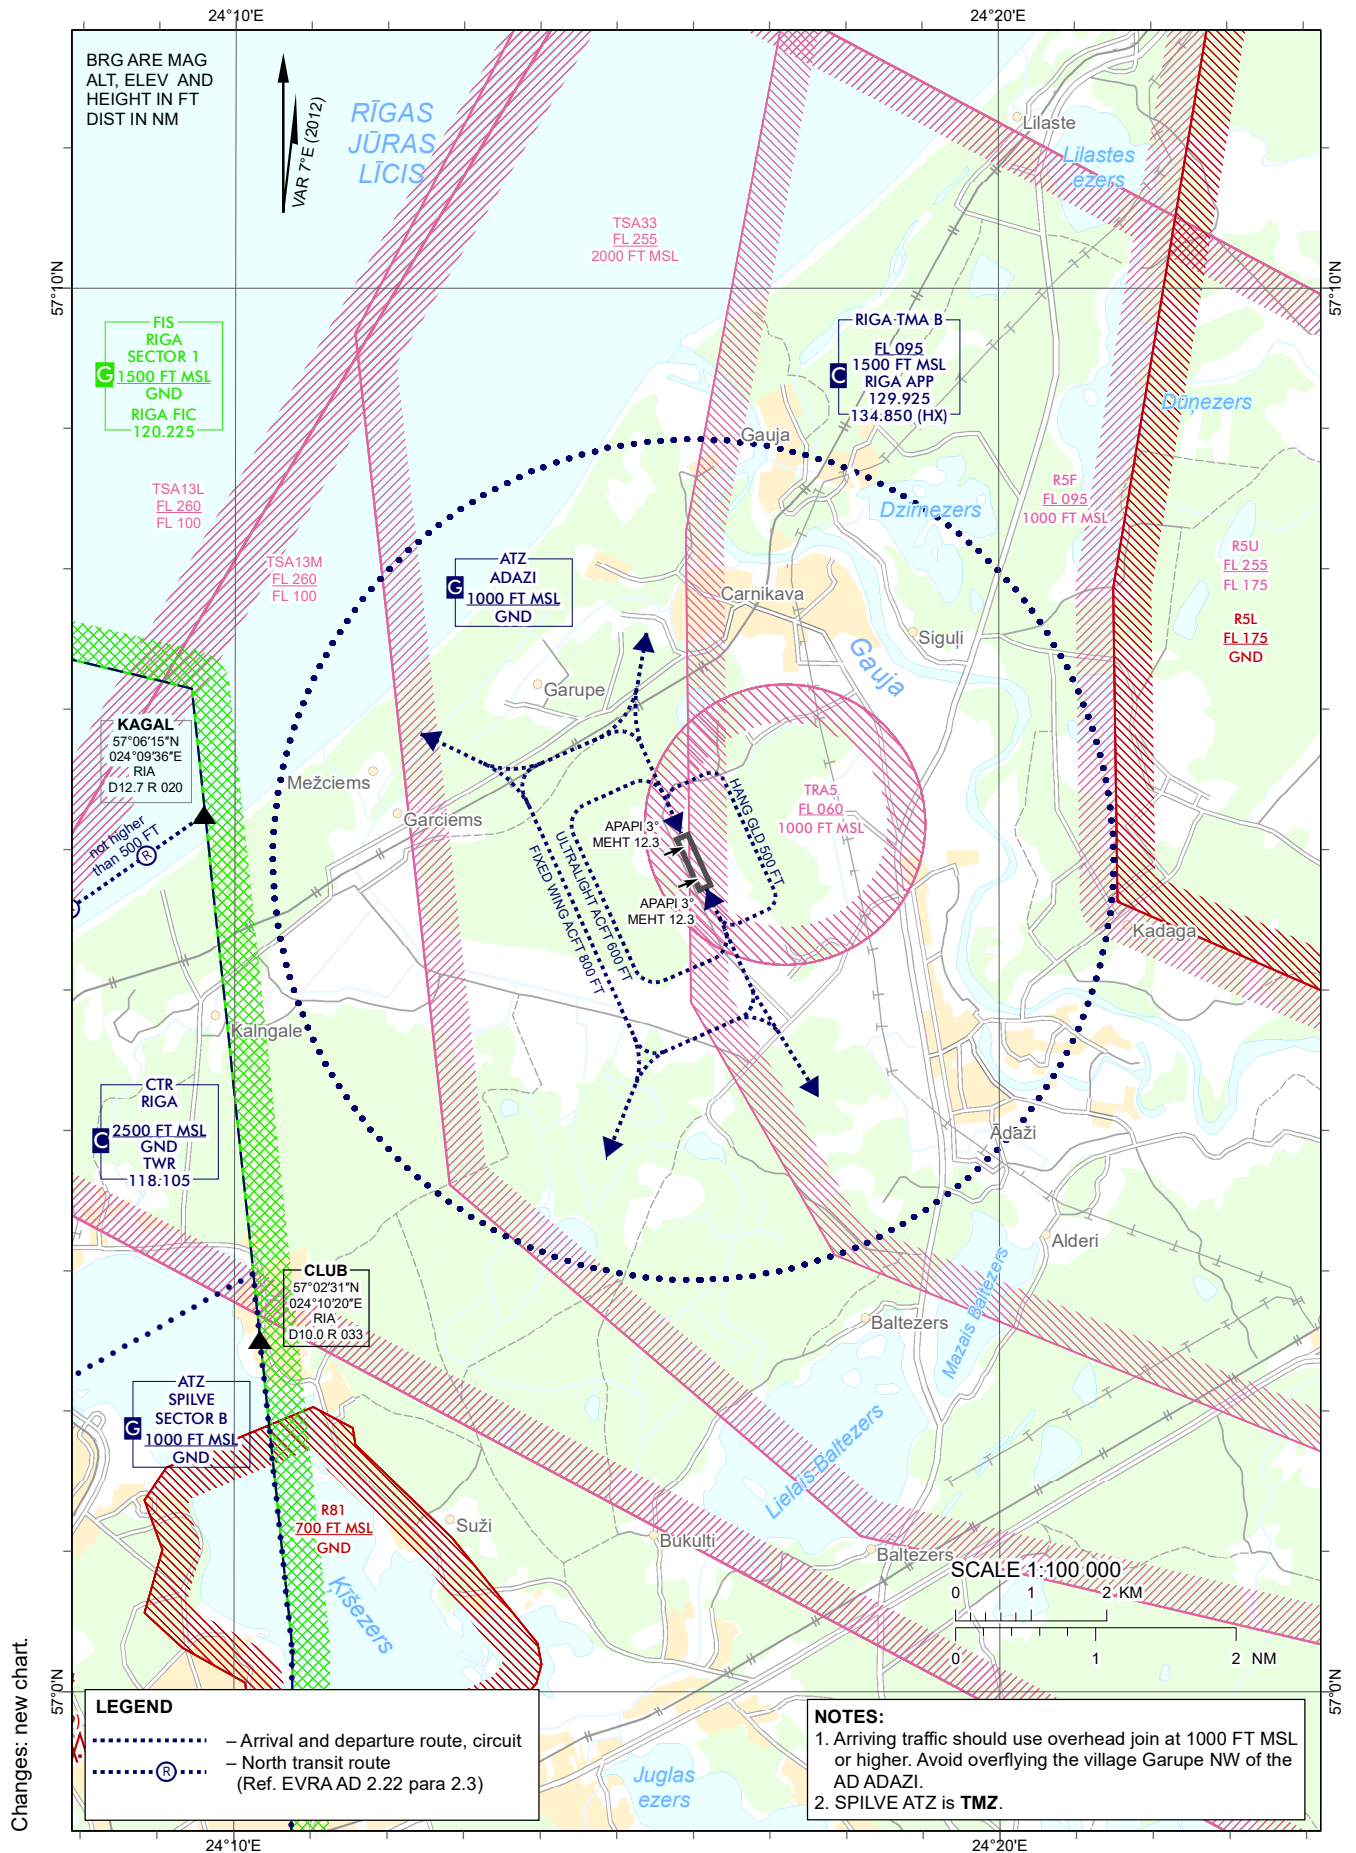 24°10'E
24°20'E
BRG ARE MAG
ALT, ELEV AND
HEIGHT IN FT
DIST IN NM
VAR 7°E (2012)
RĪGAS
JŪRAS
LĪCIS
Lilaste
Lilastes
ezers
TSA33
FL 255
2000 FT MSL
57°10'N
57°10'N
FIS
RIGA
SECTOR 1
G
1500 FT MSL
GND
RIGA FIC
120.225
RIGA TMA B
FL 095
1500 FT MSL
C
RIGA APP
129.925
134.850 (HX)
Dūņezers
Gauja
TSA13L
FL 260
FL 100
R5F
FL 095
1000 FT MSL
Dzirnezers
TSA13M
FL 260
FL 100
ATZ
ADAZI
G
1000 FT MSL
GND
R5U
FL 255
FL 175
Carnikava
Siguļi
R5L
FL 175
GND
Gauja
Garupe
KAGAL
57°06'15"N
024°09'36"E
RIA
D12.7 R 020
Mežciems
Garciems
TRA5
FL 060
1000 FT MSL
HANG GLD 500 FT
APAPI 3°
MEHT 12.3
not higher
than 500 FT
R
ULTRALIGHT ACFT 600 FT
FIXED WING ACFT 800 FT
APAPI 3°
MEHT 12.3
Kadaga
Kalngale
CTR
RIGA
2500 FT MSL
C
GND
TWR
118.105
Ādaži
Alderi
CLUB
57°02'31"N
024°10'20"E
RIA
D10.0 R 033
Baltezers
Mazais Baltezers
ATZ
SPILVE
SECTOR B
G
1000 FT MSL
GND
Lielais Baltezers
R81
700 FT MSL
GND
Suži
Bukulti
Baltezers
Ķīšezers
SCALE 1:100 000
0 1 2 KM
0 1 2 NM
57°0'N
57°0'N
Changes: new chart.
LEGEND
– Arrival and departure route, circuit
R
– North transit route
(Ref. EVRA AD 2.22 para 2.3)
Juglas
ezers
NOTES:
1. Arriving traffic should use overhead join at 1000 FT MSL
or higher. Avoid overflying the village Garupe NW of the
AD ADAZI.
2. SPILVE ATZ is TMZ.
24°10'E
24°20'E